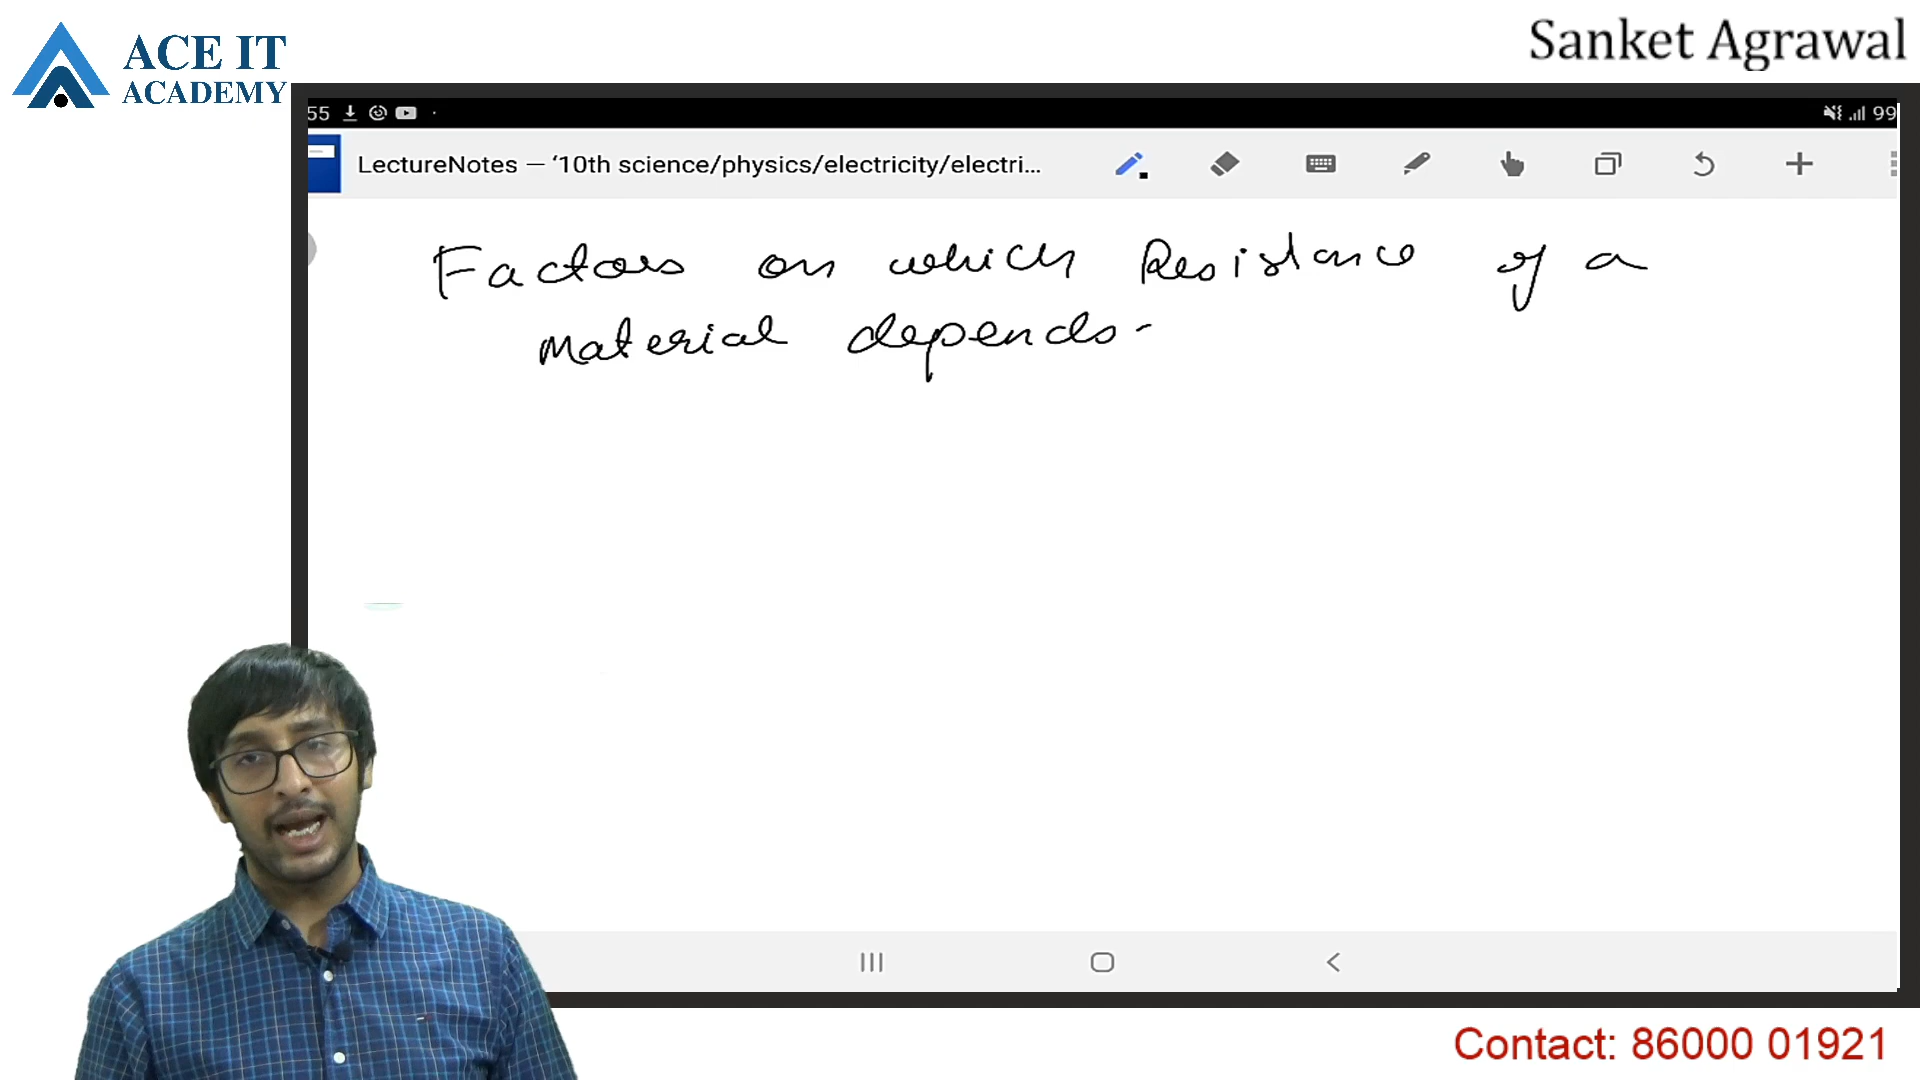 ACE IT
ACADEMY
Sanket Agrawal
55
99
LectureNotes — ‘10th science/physics/electricity/electri...
Factors on which Resistance of a
material depends-
Contact: 86000 01921